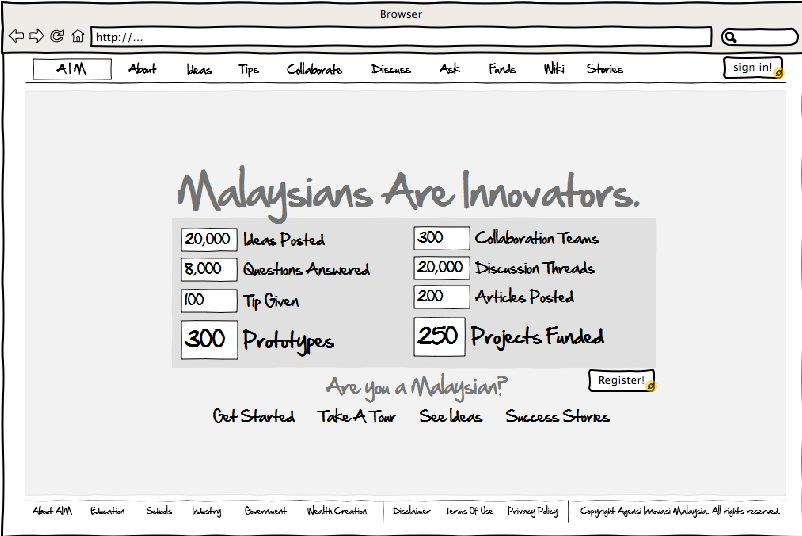 Browser
http://...
AIM About Ideas Tips Collaborate Discuss Ask Funds Wiki Stories sign in!
Malaysians Are Innovators.
20,000 Ideas Posted 300 Collaboration Teams
8,000 Questions Answered 20,000 Discussion Threads
100 Tip Given 200 Articles Posted
300 Prototypes 250 Projects Funded
Are you a Malaysian? Register!
Get Started Take A Tour See Ideas Success Stories
About AIM Education Schools Industry Government Wealth Creation Disclaimer Terms Of Use Privacy Policy Copyright Agensi Inovasi Malaysia. All rights reserved.